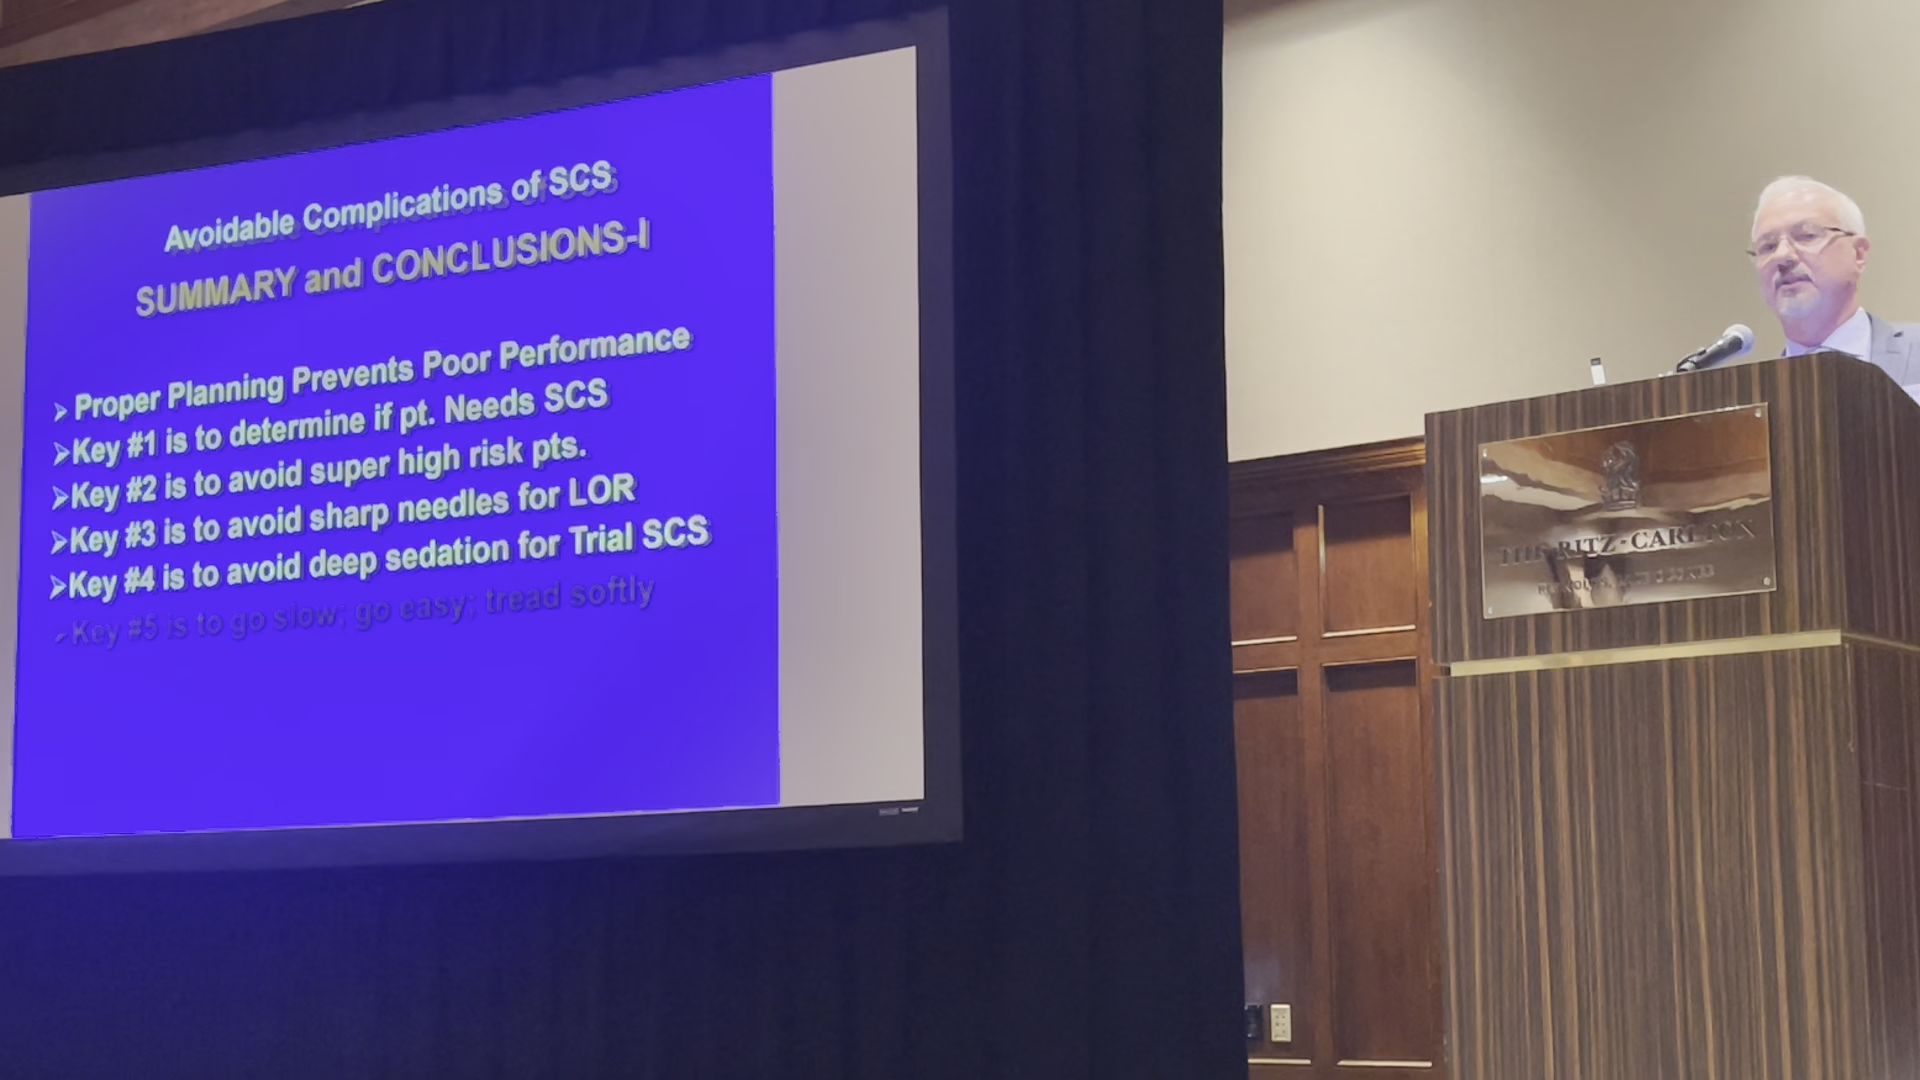 Avoidable Complications of SCS
SUMMARY and CONCLUSIONS-I
➢ Proper Planning Prevents Poor Performance
➢Key #1 is to determine if pt. Needs SCS
➢Key #2 is to avoid super high risk pts.
➢Key #3 is to avoid sharp needles for LOR
➢Key #4 is to avoid deep sedation for Trial SCS
➢Key #5 is to go slow; go easy; tread softly
THE RITZ-CARLTON